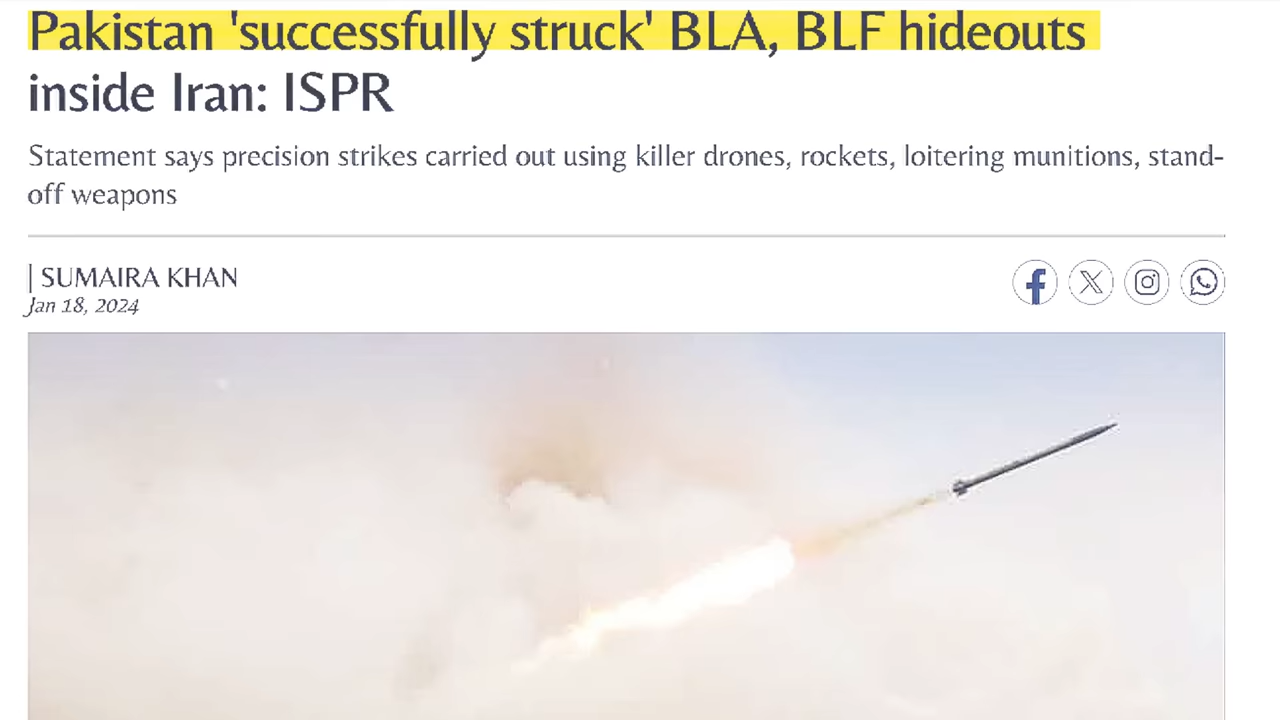 Pakistan 'successfully struck' BLA, BLF hideouts
inside Iran: ISPR
Statement says precision strikes carried out using killer drones, rockets, loitering munitions, stand-
off weapons
| SUMAIRA KHAN
Jan 18, 2024